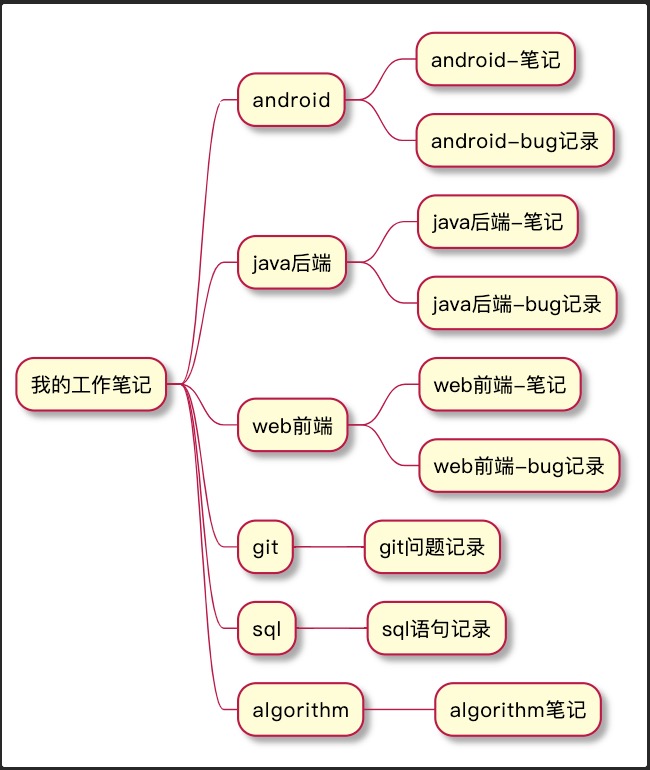 我的工作笔记
android
android-笔记
android-bug记录
java后端
java后端-笔记
java后端-bug记录
web前端
web前端-笔记
web前端-bug记录
git
git问题记录
sql
sql语句记录
algorithm
algorithm笔记